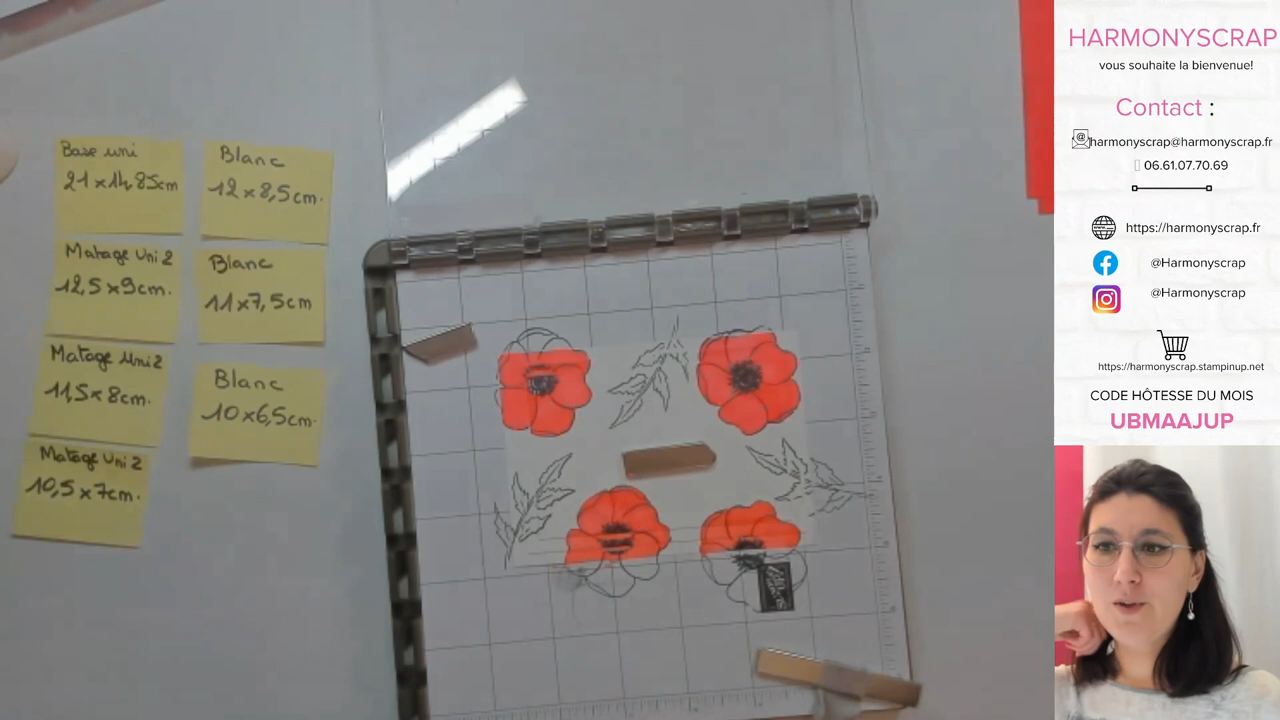 Base uni
21 x 14,85cm
Blanc
12 x 8,5cm.
Matage Uni 2
12,5 x 9cm.
Blanc
11 x 7,5cm
Matage Uni 2
11,5 x 8cm.
Blanc
10 x 6,5cm.
Matage Uni 2
10,5 x 7cm.
HARMONYSCRAP
vous souhaite la bienvenue!
Contact :
harmonyscrap@harmonyscrap.fr
06.61.07.70.69
https://harmonyscrap.fr
@Harmonyscrap
@Harmonyscrap
https://harmonyscrap.stampinup.net
CODE HÔTESSE DU MOIS
UBMAAJUP